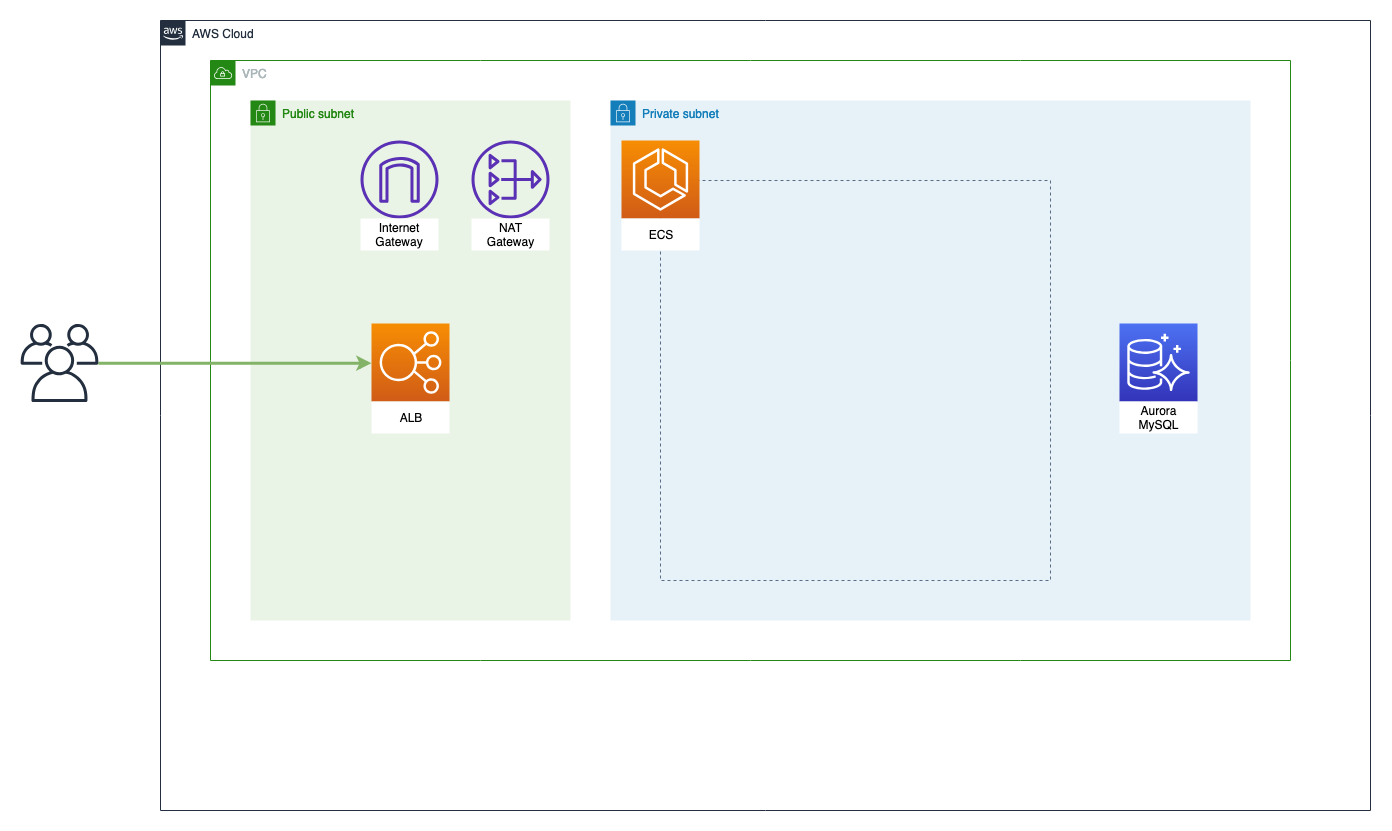 aws
AWS Cloud
VPC
Public subnet
Private subnet
Internet
Gateway
NAT
Gateway
ECS
ALB
Aurora
MySQL